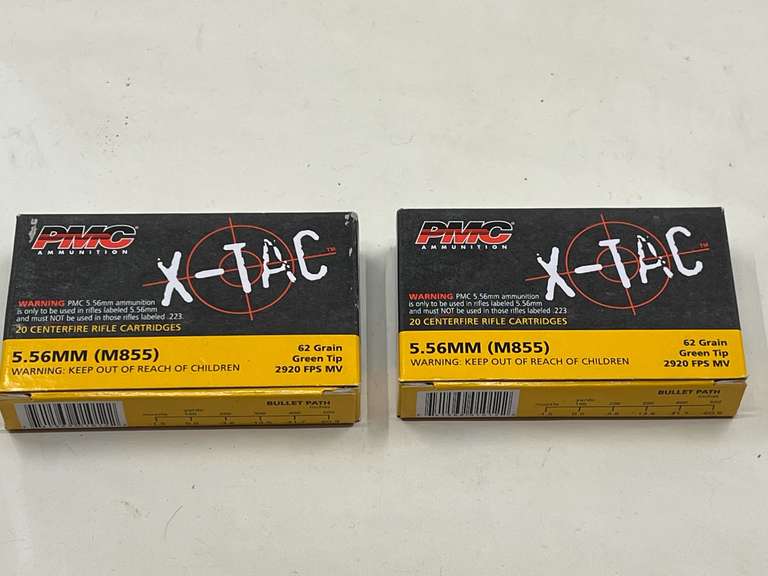 PMC
AMMUNITION
X-TAC
WARNING PMC 5.56mm ammunition
is only to be used in rifles labeled 5.56mm
and must NOT be used in those rifles labeled .223.
20 CENTERFIRE RIFLE CARTRIDGES
5.56MM (M855)
WARNING: KEEP OUT OF REACH OF CHILDREN
62 Grain
Green Tip
2920 FPS MV
BULLET PATH
yards
inches
PMC
AMMUNITION
X-TAC™
WARNING PMC 5.56mm ammunition
is only to be used in rifles labeled 5.56mm
and must NOT be used in those rifles labeled .223.
20 CENTERFIRE RIFLE CARTRIDGES
5.56MM (M855)
WARNING: KEEP OUT OF REACH OF CHILDREN
62 Grain
Green Tip
2920 FPS MV
BULLET PATH
yards
inches